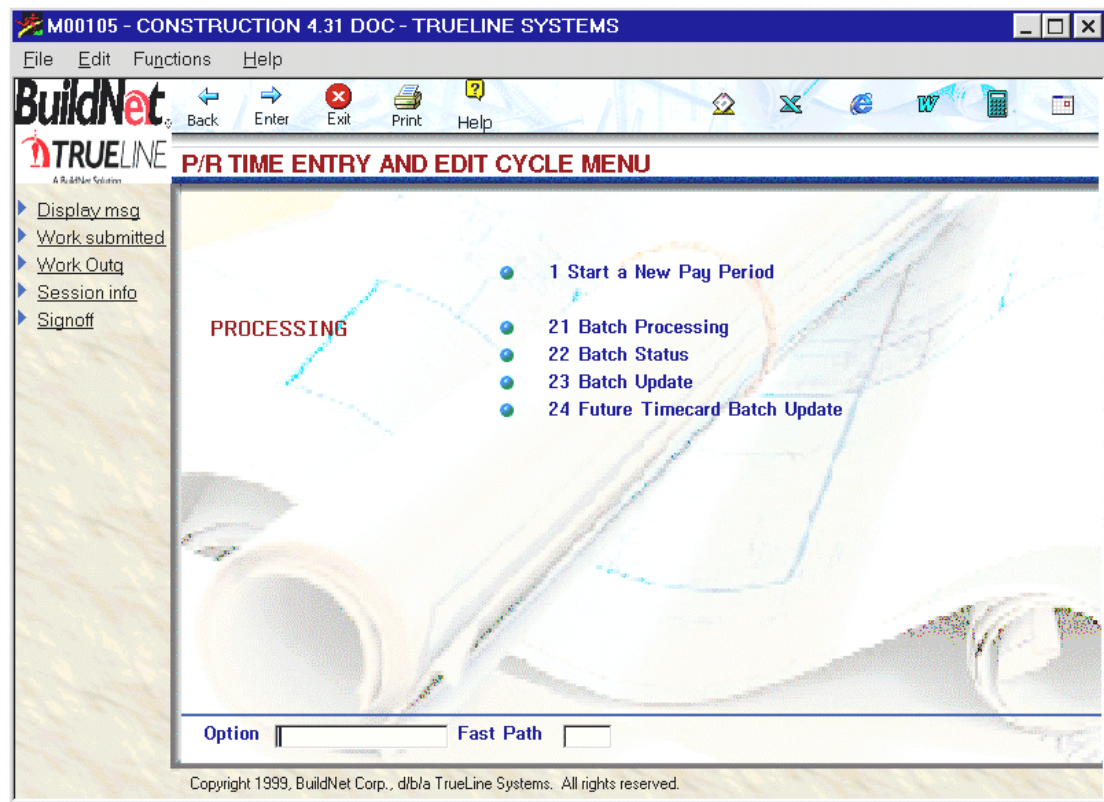 M00105 - CONSTRUCTION 4.31 DOC - TRUELINE SYSTEMS
File Edit Functions Help
BuildNet
Back Enter Exit Print Help
TRUELINE
A BuildNet Solution
P/R TIME ENTRY AND EDIT CYCLE MENU
Display msg
Work submitted
Work Outq
Session info
Signoff
1 Start a New Pay Period
PROCESSING
21 Batch Processing
22 Batch Status
23 Batch Update
24 Future Timecard Batch Update
Option Fast Path
Copyright 1999, BuildNet Corp., d/b/a TrueLine Systems. All rights reserved.